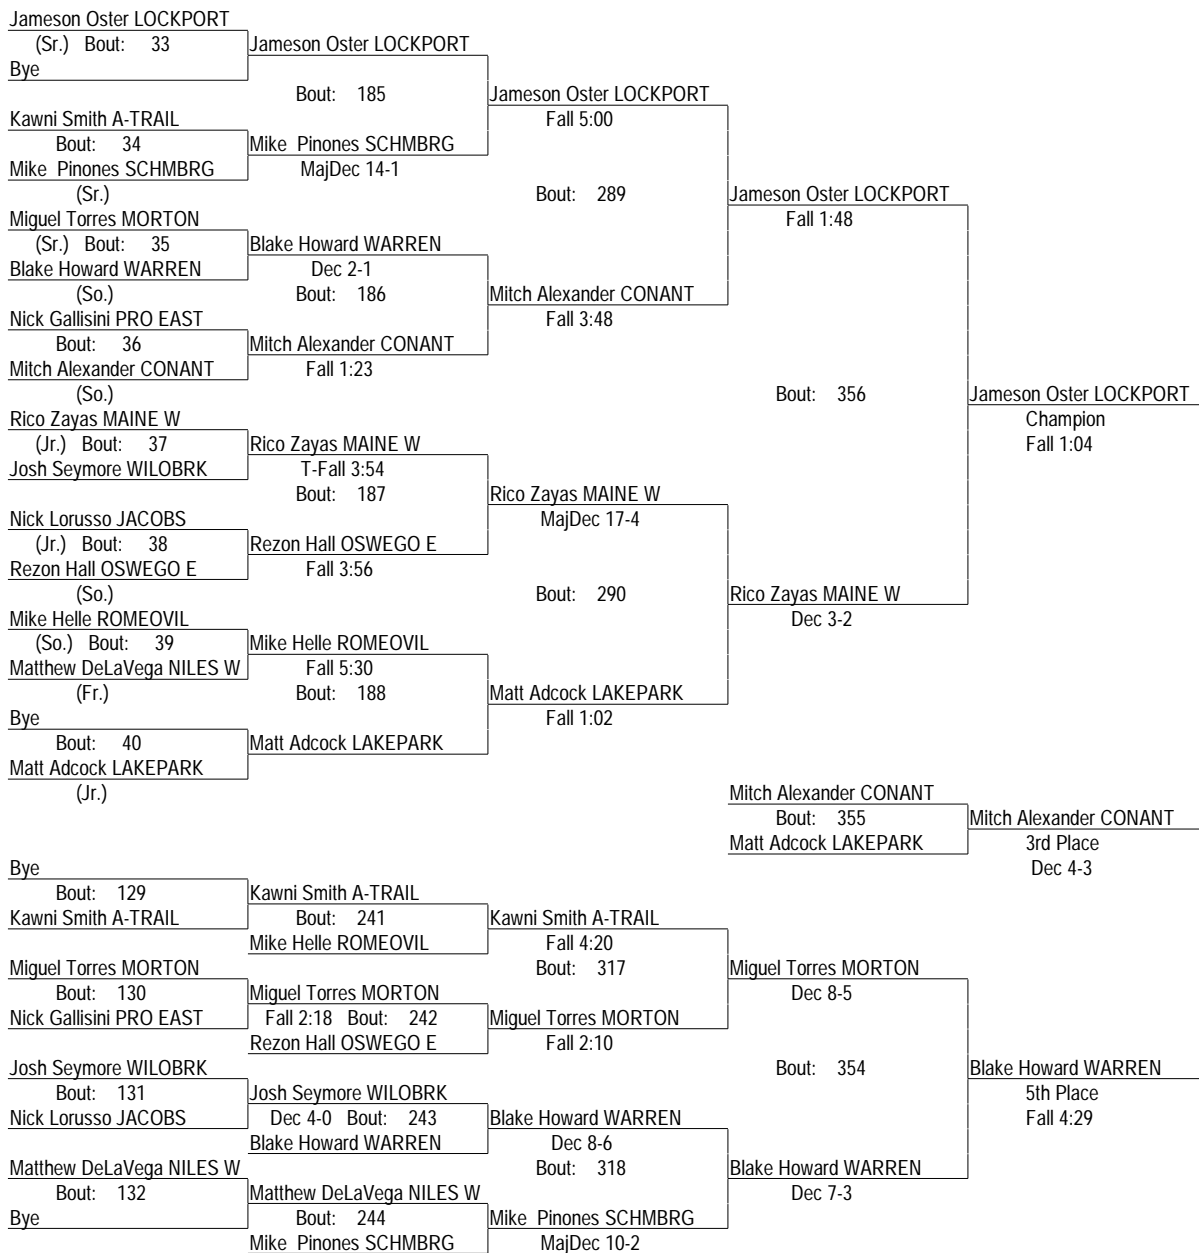 Jameson Oster LOCKPORT
(Sr.) Bout: 33 Jameson Oster LOCKPORT
Bye
Bout: 185 Jameson Oster LOCKPORT
Kawni Smith A-TRAIL Fall 5:00
Bout: 34 Mike Pinones SCHMBRG
Mike Pinones SCHMBRG MajDec 14-1
(Sr.) Bout: 289 Jameson Oster LOCKPORT
Miguel Torres MORTON Fall 1:48
(Sr.) Bout: 35 Blake Howard WARREN
Blake Howard WARREN Dec 2-1
(So.) Bout: 186 Mitch Alexander CONANT
Nick Gallisini PRO EAST Fall 3:48
Bout: 36 Mitch Alexander CONANT
Mitch Alexander CONANT Fall 1:23
(So.) Bout: 356 Jameson Oster LOCKPORT
Rico Zayas MAINE W Champion
(Jr.) Bout: 37 Rico Zayas MAINE W Fall 1:04
Josh Seymore WILOBRK T-Fall 3:54
Bout: 187 Rico Zayas MAINE W
Nick Lorusso JACOBS MajDec 17-4
(Jr.) Bout: 38 Rezon Hall OSWEGO E
Rezon Hall OSWEGO E Fall 3:56
(So.) Bout: 290 Rico Zayas MAINE W
Mike Helle ROMEOVIL Dec 3-2
(So.) Bout: 39 Mike Helle ROMEOVIL
Matthew DeLaVega NILES W Fall 5:30
(Fr.) Bout: 188 Matt Adcock LAKEPARK
Bye Fall 1:02
Bout: 40 Matt Adcock LAKEPARK
Matt Adcock LAKEPARK
(Jr.) Mitch Alexander CONANT
Bout: 355 Mitch Alexander CONANT
Matt Adcock LAKEPARK 3rd Place
Bye Dec 4-3
Bout: 129 Kawni Smith A-TRAIL
Kawni Smith A-TRAIL Bout: 241 Kawni Smith A-TRAIL
Mike Helle ROMEOVIL Fall 4:20
Miguel Torres MORTON Bout: 317 Miguel Torres MORTON
Bout: 130 Miguel Torres MORTON Dec 8-5
Nick Gallisini PRO EAST Fall 2:18 Bout: 242 Miguel Torres MORTON
Rezon Hall OSWEGO E Fall 2:10
Josh Seymore WILOBRK Bout: 354 Blake Howard WARREN
Bout: 131 Josh Seymore WILOBRK 5th Place
Nick Lorusso JACOBS Dec 4-0 Bout: 243 Blake Howard WARREN Fall 4:29
Blake Howard WARREN Dec 8-6
Matthew DeLaVega NILES W Bout: 318 Blake Howard WARREN
Bout: 132 Matthew DeLaVega NILES W Dec 7-3
Bye Bout: 244 Mike Pinones SCHMBRG
Mike Pinones SCHMBRG MajDec 10-2